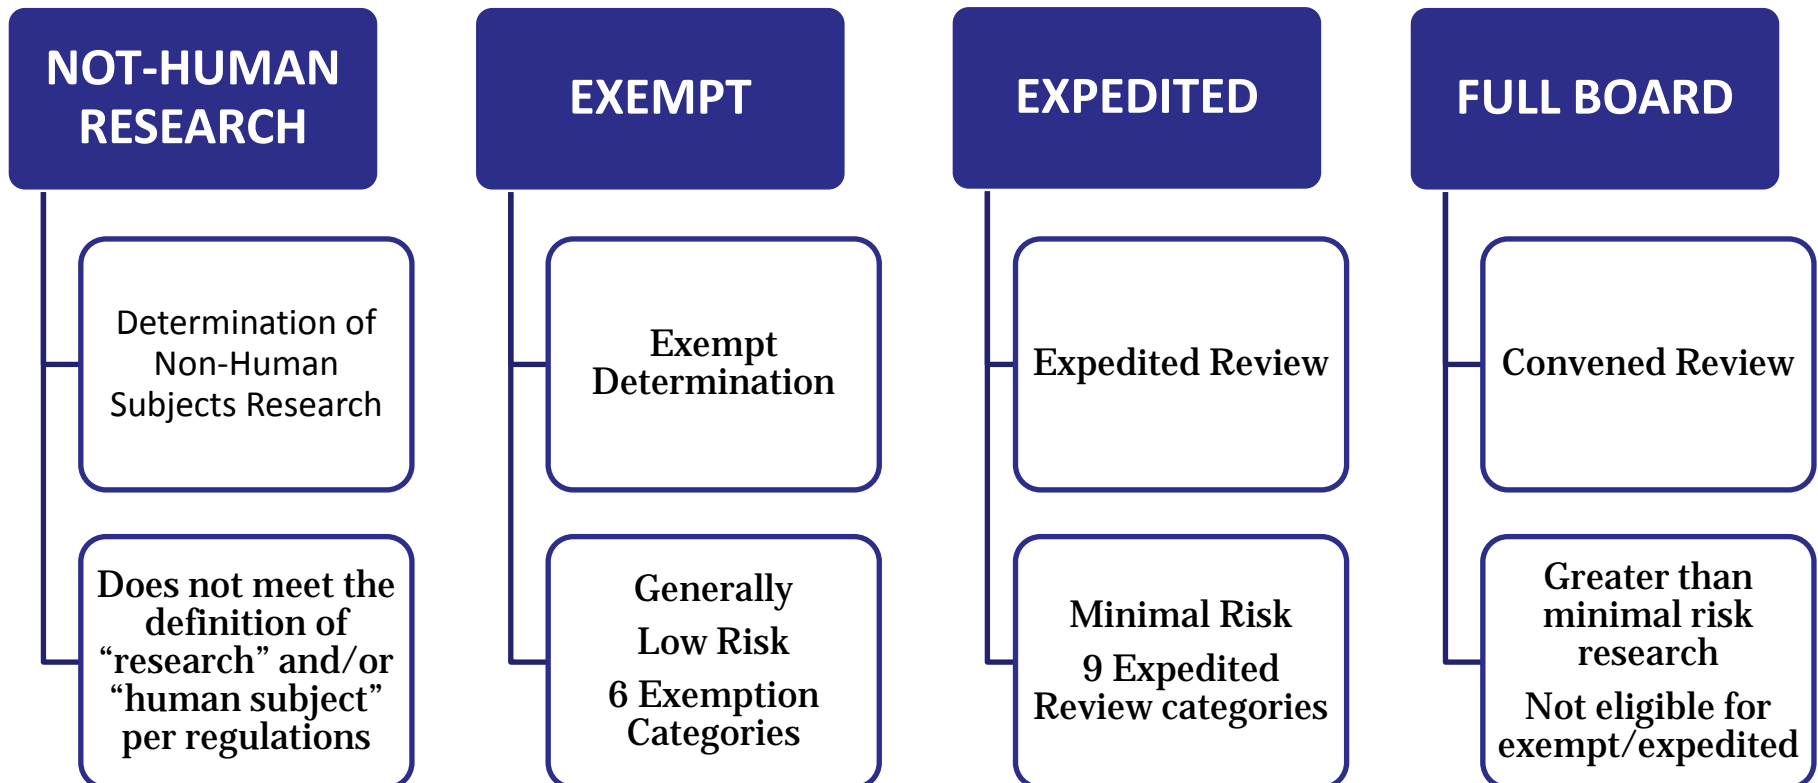 NOT-HUMAN
RESEARCH
Determination of
Non-Human
Subjects Research
Does not meet the
definition of
“research” and/or
“human subject”
per regulations
EXEMPT
Exempt
Determination
Generally
Low Risk
6 Exemption
Categories
EXPEDITED
Expedited Review
Minimal Risk
9 Expedited
Review categories
FULL BOARD
Convened Review
Greater than
minimal risk
research
Not eligible for
exempt/expedited